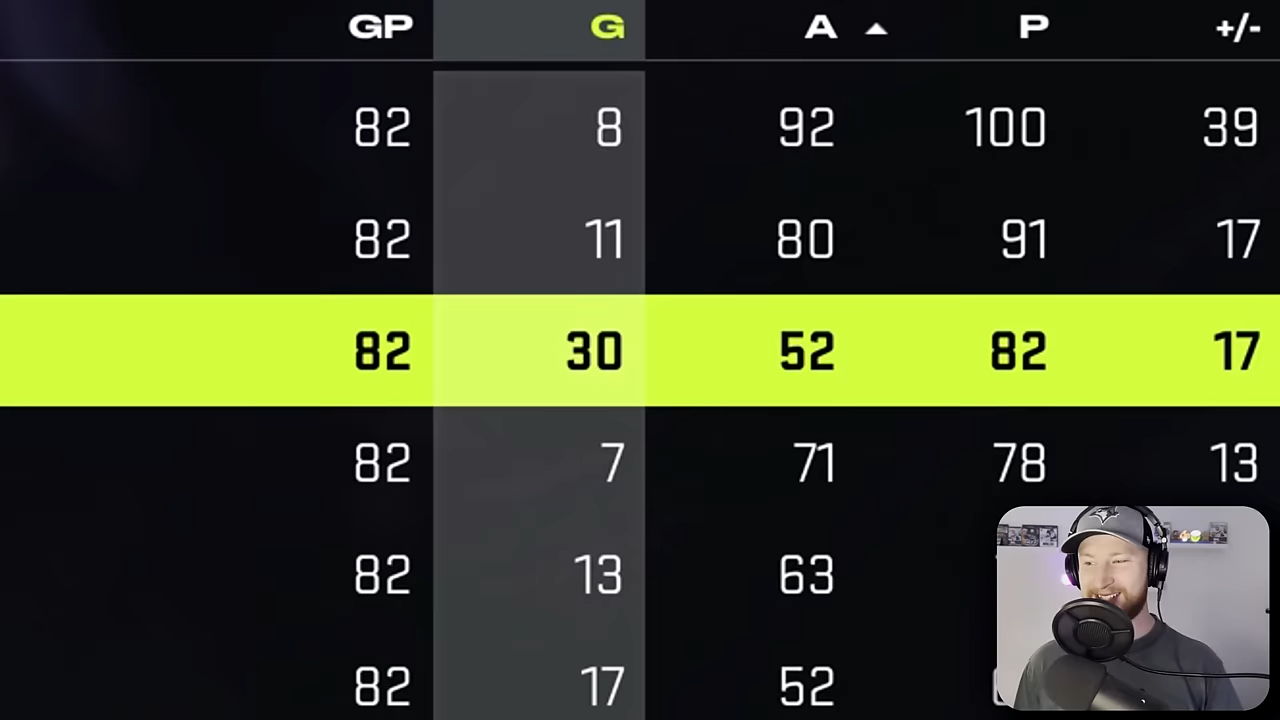 GP G A P +/-
82 8 92 100 39
82 11 80 91 17
82 30 52 82 17
82 7 71 78 13
82 13 63
82 17 52